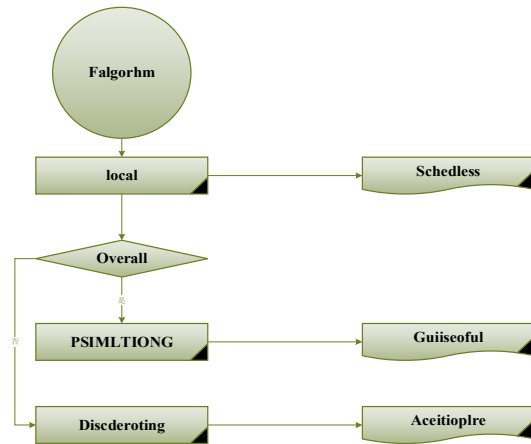 Falgorhm
local
Schedless
Overall
是
否
PSIMLTIONG
Guiiseoful
Discderoting
Aceitioplre